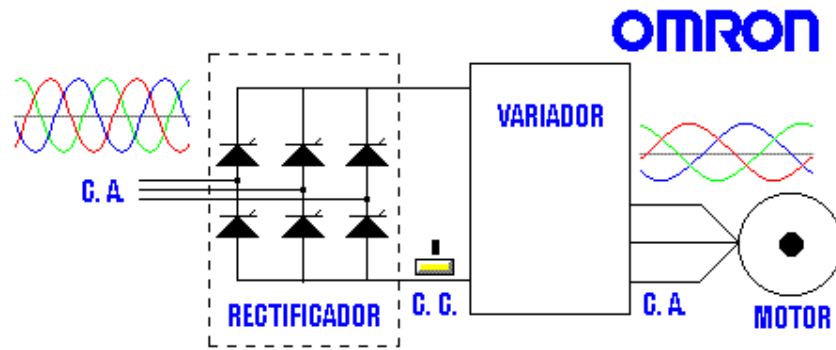 OMRON
VARIADOR
C. A.
RECTIFICADOR
C. C.
C. A.
MOTOR